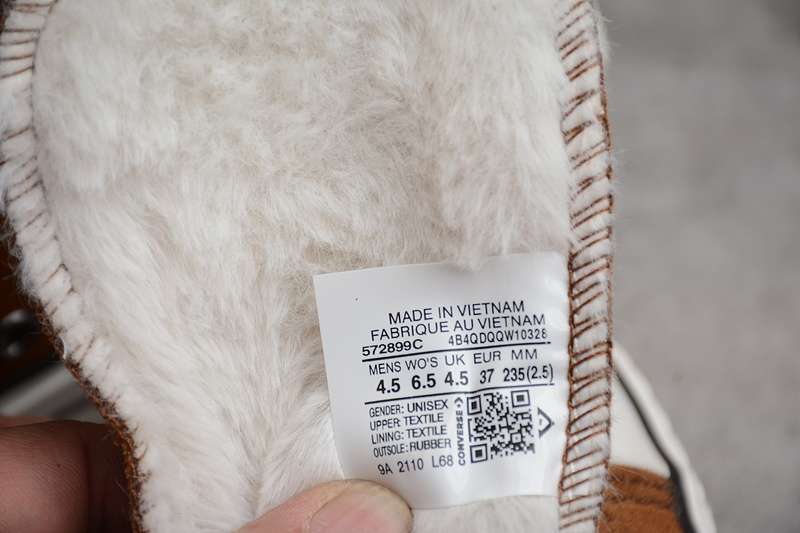 MADE IN VIETNAM
FABRIQUE AU VIETNAM
572899C 4B4QDQQW10328
MENS WO'S UK EUR MM
4.5 6.5 4.5 37 235(2.5)
GENDER: UNISEX
UPPER: TEXTILE
LINING: TEXTILE
OUTSOLE: RUBBER
9A 2110 L68
CONVERSE